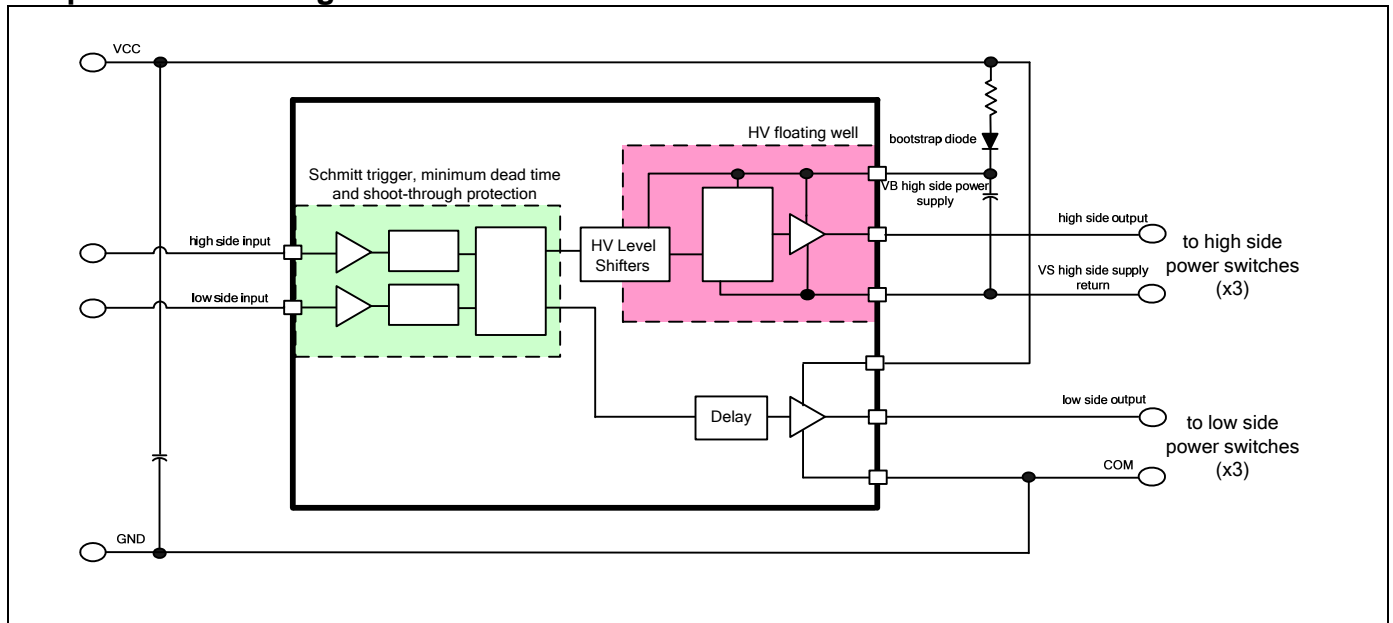 VCC
HV floating well
bootstrap diode
Schmitt trigger, minimum dead time
and shoot-through protection
VB high side power
supply
high side output
high side input
HV Level
Shifters
to high side
power switches
(x3)
VS high side supply
return
low side input
low side output
Delay
to low side
power switches
(x3)
COM
GND